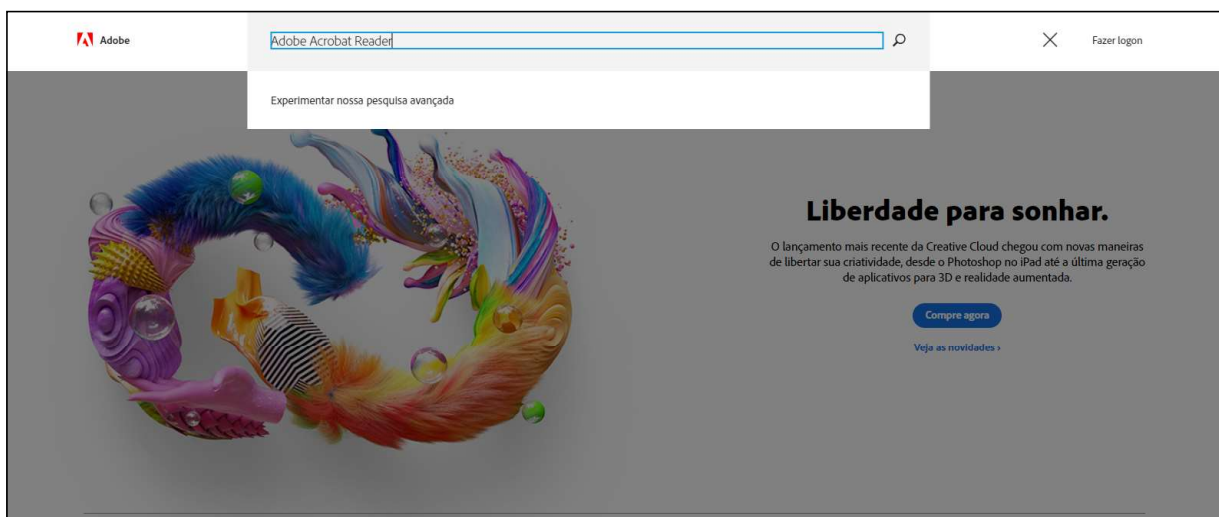 Adobe
Adobe Acrobat Reader
Fazer logon
Experimentar nossa pesquisa avançada
Liberdade para sonhar.
O lançamento mais recente da Creative Cloud chegou com novas maneiras
de libertar sua criatividade, desde o Photoshop no iPad até a última geração
de aplicativos para 3D e realidade aumentada.
Compre agora
Veja as novidades ›